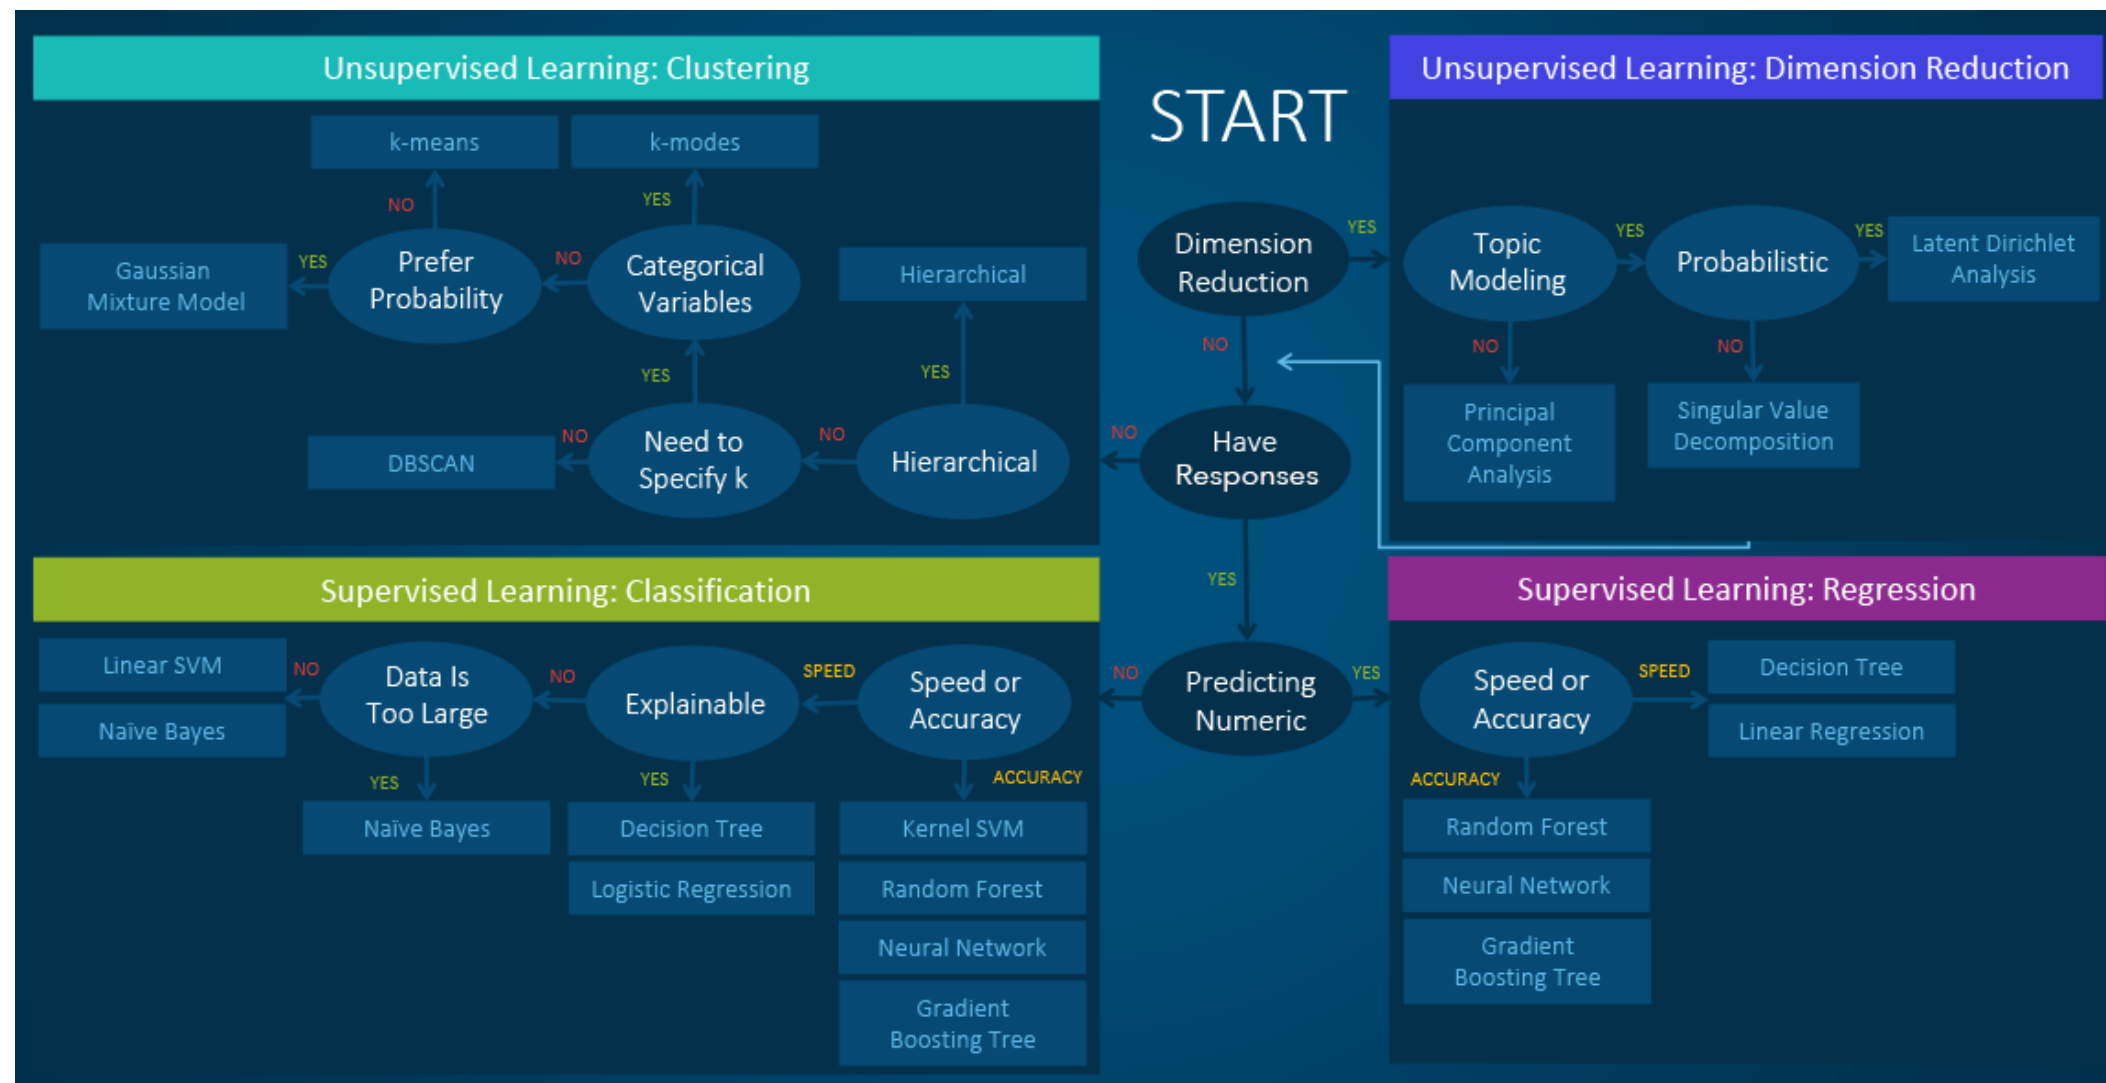 Unsupervised Learning: Clustering
k-means
k-modes
NO
YES
Gaussian
Mixture Model
YES
Prefer
Probability
NO
Categorical
Variables
Hierarchical
YES
YES
DBSCAN
NO
Need to
Specify k
NO
Hierarchical
START
Dimension
Reduction
YES
NO
NO
Have
Responses
YES
NO
Predicting
Numeric
YES
Unsupervised Learning: Dimension Reduction
Topic
Modeling
YES
Probabilistic
YES
Latent Dirichlet
Analysis
NO
NO
Principal
Component
Analysis
Singular Value
Decomposition
Supervised Learning: Classification
Linear SVM
Naïve Bayes
NO
Data Is
Too Large
NO
Explainable
SPEED
Speed or
Accuracy
YES
YES
ACCURACY
Naïve Bayes
Decision Tree
Logistic Regression
Kernel SVM
Random Forest
Neural Network
Gradient
Boosting Tree
Supervised Learning: Regression
Speed or
Accuracy
SPEED
Decision Tree
Linear Regression
ACCURACY
Random Forest
Neural Network
Gradient
Boosting Tree